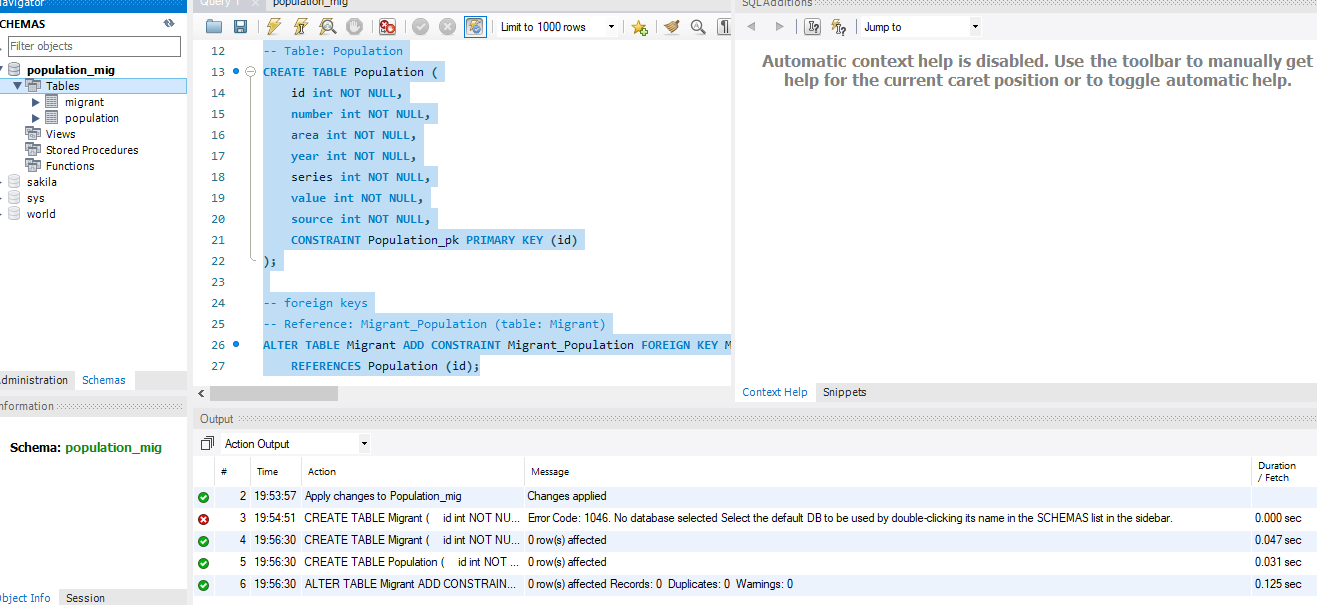 Navigator
SCHEMAS
Filter objects
population_mig
Tables
migrant
population
Views
Stored Procedures
Functions
sakila
sys
world
Administration Schemas
Information
Schema: population_mig
Object Info Session
Query 1 population_mig
Limit to 1000 rows
12 -- Table: Population
13 CREATE TABLE Population (
14 id int NOT NULL,
15 number int NOT NULL,
16 area int NOT NULL,
17 year int NOT NULL,
18 series int NOT NULL,
19 value int NOT NULL,
20 source int NOT NULL,
21 CONSTRAINT Population_pk PRIMARY KEY (id)
22 );
23
24 -- foreign keys
25 -- Reference: Migrant_Population (table: Migrant)
26 ALTER TABLE Migrant ADD CONSTRAINT Migrant_Population FOREIGN KEY M
27 REFERENCES Population (id);
SQLAdditions
Jump to
Automatic context help is disabled. Use the toolbar to manually get
help for the current caret position or to toggle automatic help.
Context Help Snippets
Output
Action Output
# Time Action Message Duration / Fetch
2 19:53:57 Apply changes to Population_mig Changes applied
3 19:54:51 CREATE TABLE Migrant ( id int NOT NU... Error Code: 1046. No database selected Select the default DB to be used by double-clicking its name in the SCHEMAS list in the sidebar. 0.000 sec
4 19:56:30 CREATE TABLE Migrant ( id int NOT NU... 0 row(s) affected 0.047 sec
5 19:56:30 CREATE TABLE Population ( id int NOT ... 0 row(s) affected 0.031 sec
6 19:56:30 ALTER TABLE Migrant ADD CONSTRAIN... 0 row(s) affected Records: 0 Duplicates: 0 Warnings: 0 0.125 sec